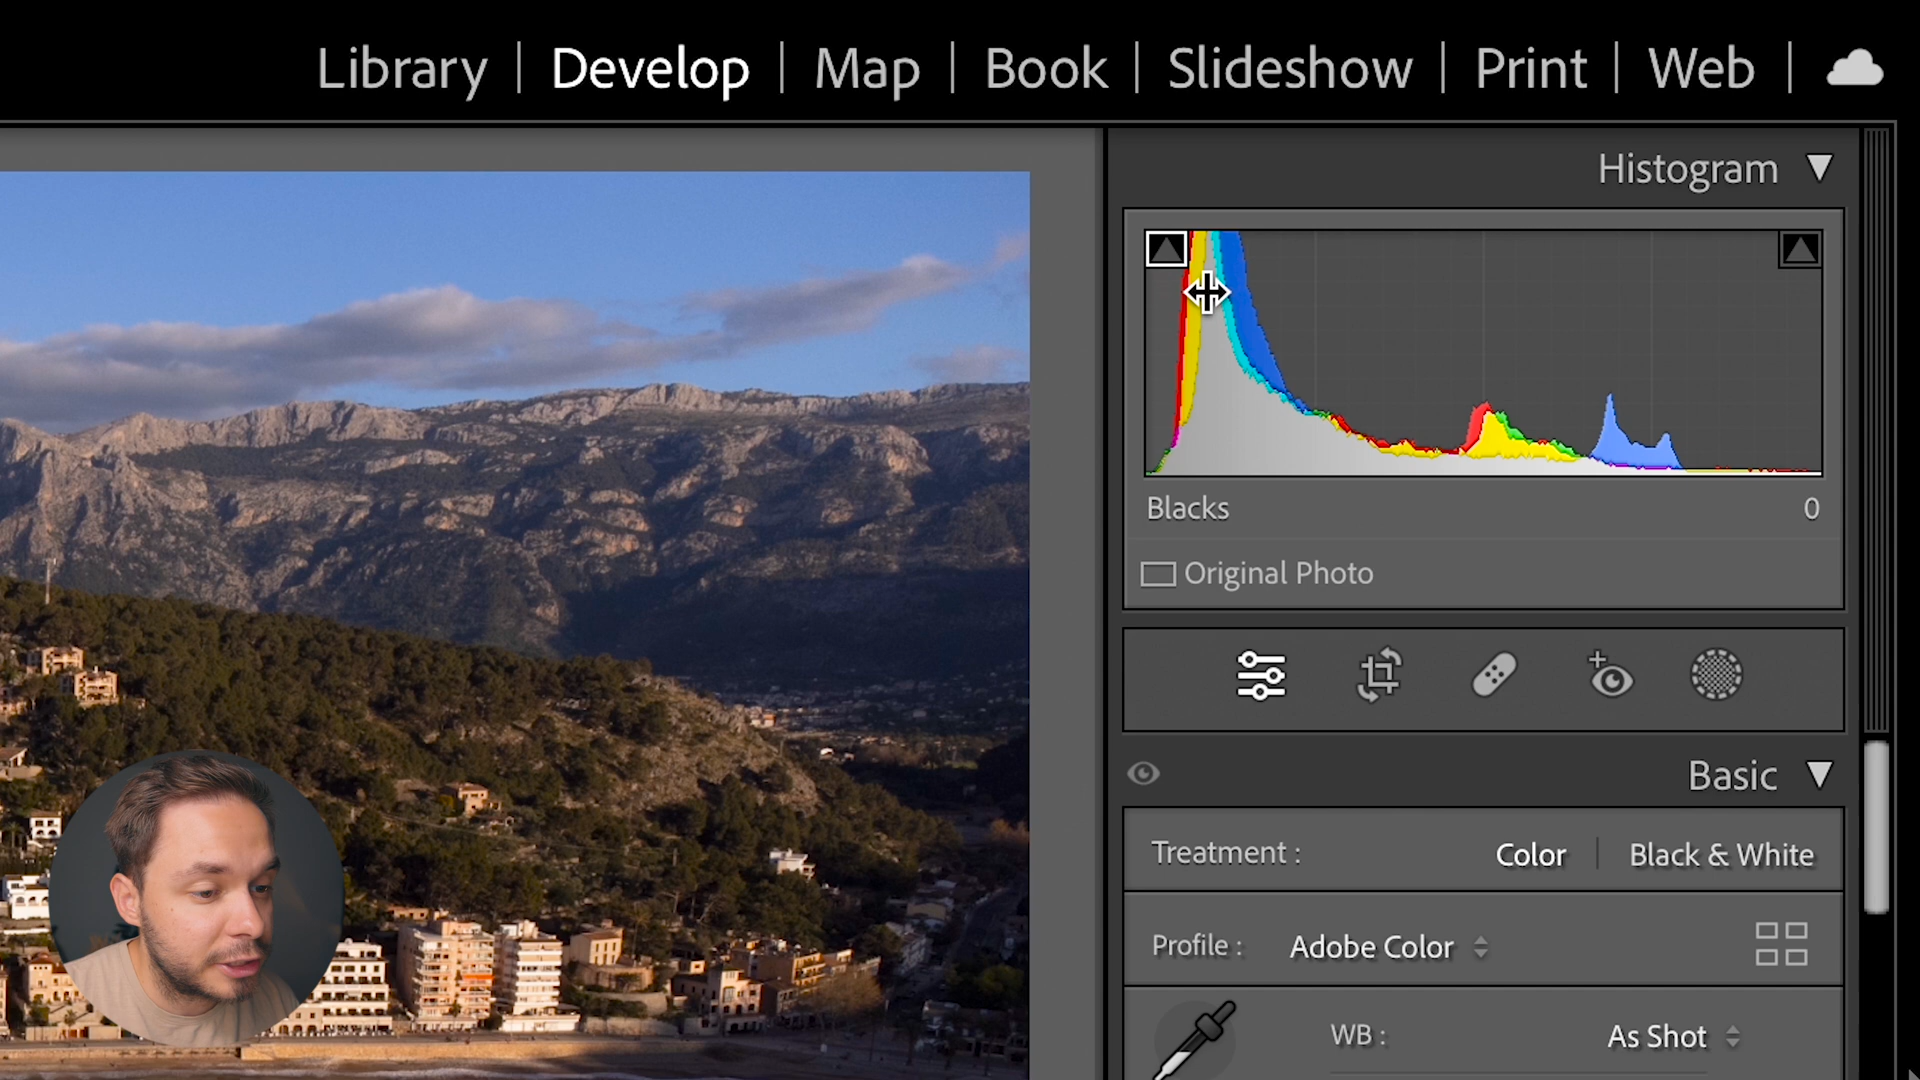 Library | Develop | Map | Book | Slideshow | Print | Web |
Histogram
Blacks 0
Original Photo
Basic
Treatment : Color | Black & White
Profile : Adobe Color
WB : As Shot